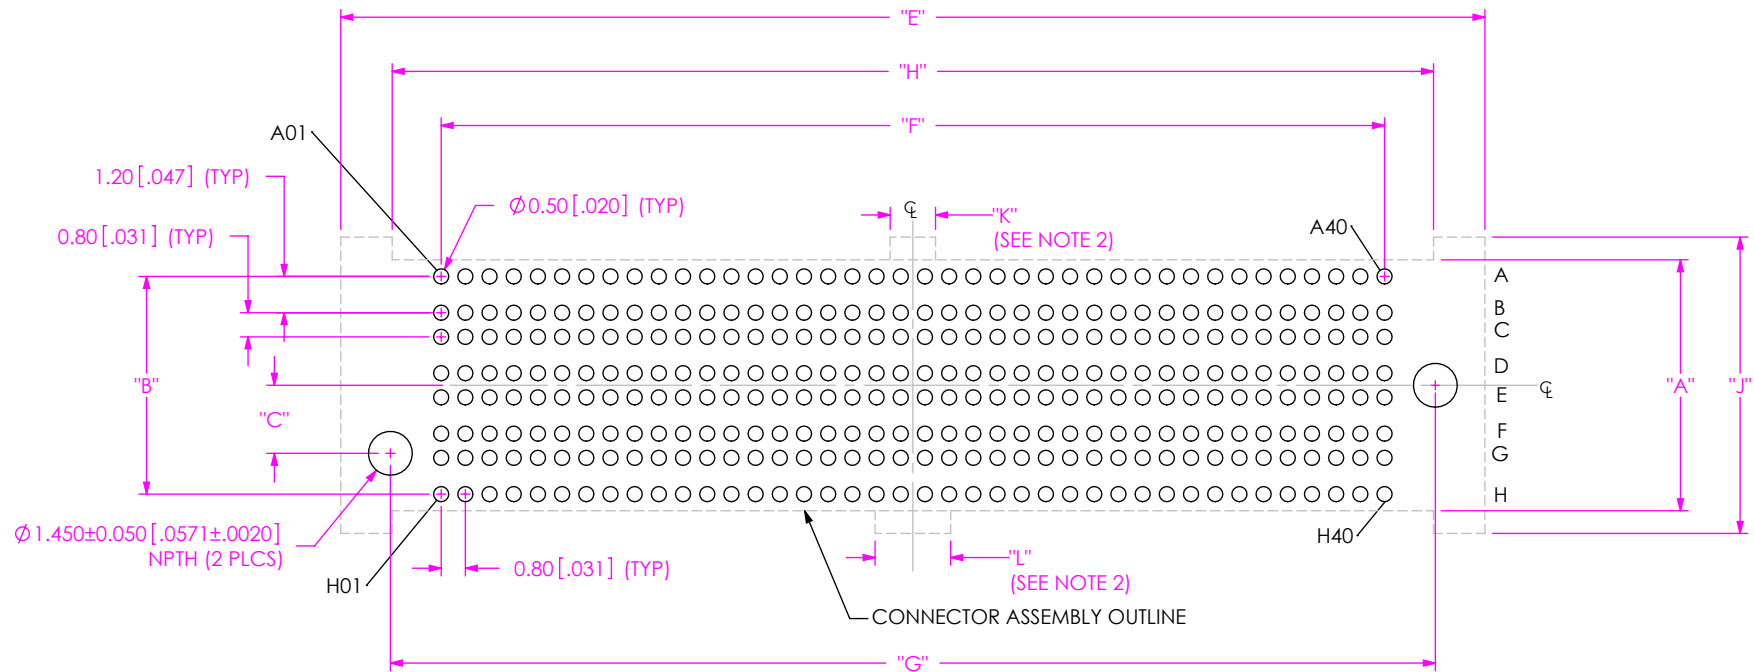 "E"
"H"
"F"
A01
1.20 [.047] (TYP)
Ø0.50 [.020] (TYP)
℄
"K"
(SEE NOTE 2)
A40
0.80 [.031] (TYP)
A
B
C
D
E
F
G
H
"B"
"C"
℄
"A"
"J"
Ø1.450±0.050 [.0571±.0020]
NPTH (2 PLCS)
H01
0.80 [.031] (TYP)
"L"
(SEE NOTE 2)
H40
CONNECTOR ASSEMBLY OUTLINE
"G"